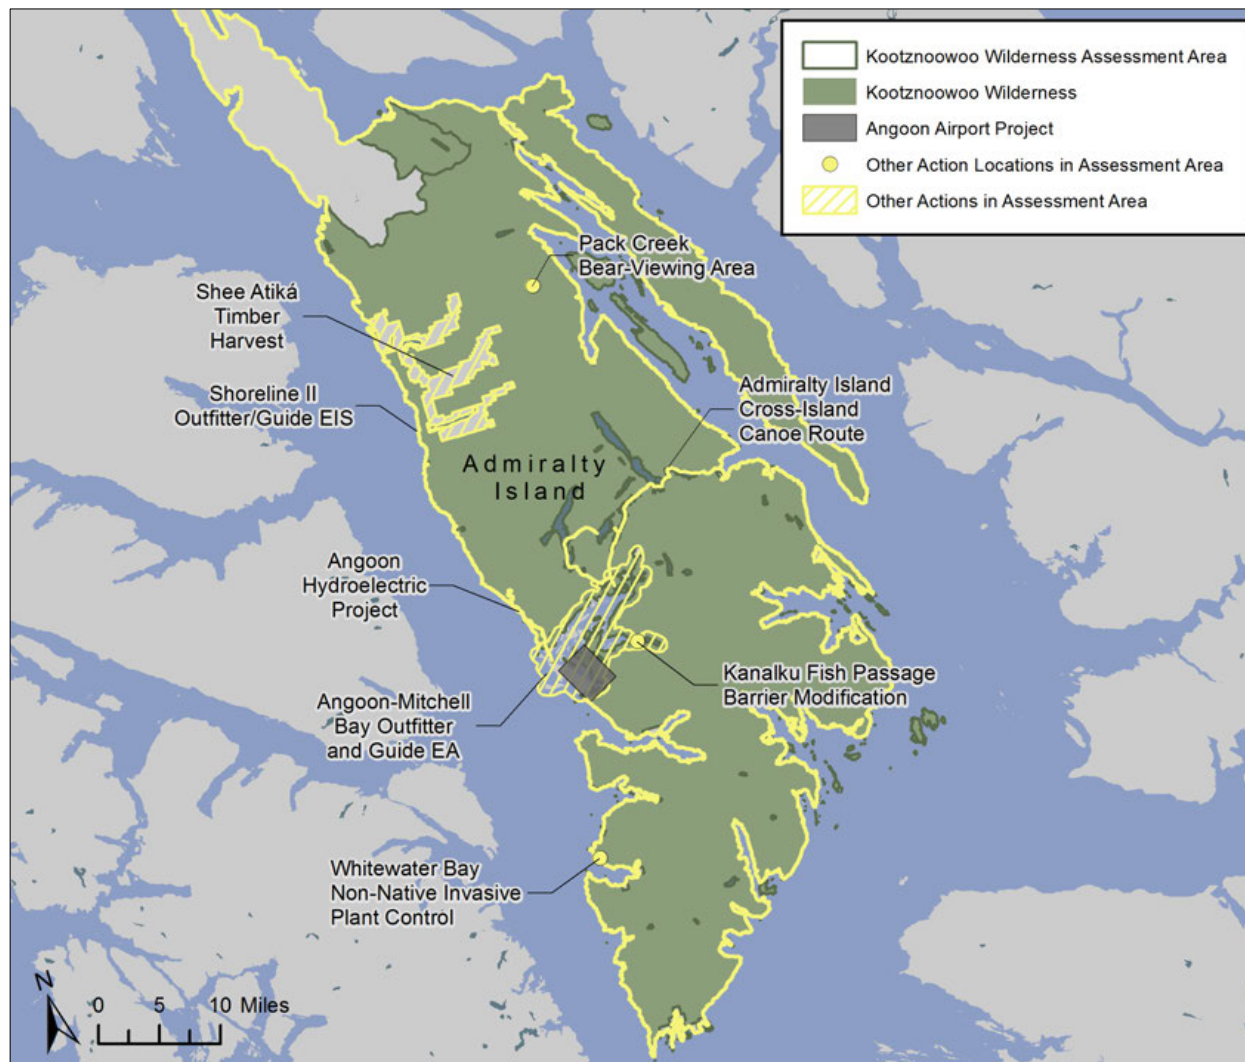 Kootznoowoo Wilderness Assessment Area
Kootznoowoo Wilderness
Angoon Airport Project
Other Action Locations in Assessment Area
Other Actions in Assessment Area
Pack Creek
Bear-Viewing Area
Shee Atiká
Timber
Harvest
Shoreline II
Outfitter/Guide EIS
Admiralty Island
Cross-Island
Canoe Route
Admiralty
Island
Angoon
Hydroelectric
Project
Kanalku Fish Passage
Barrier Modification
Angoon-Mitchell
Bay Outfitter
and Guide EA
Whitewater Bay
Non-Native Invasive
Plant Control
N
0 5 10 Miles